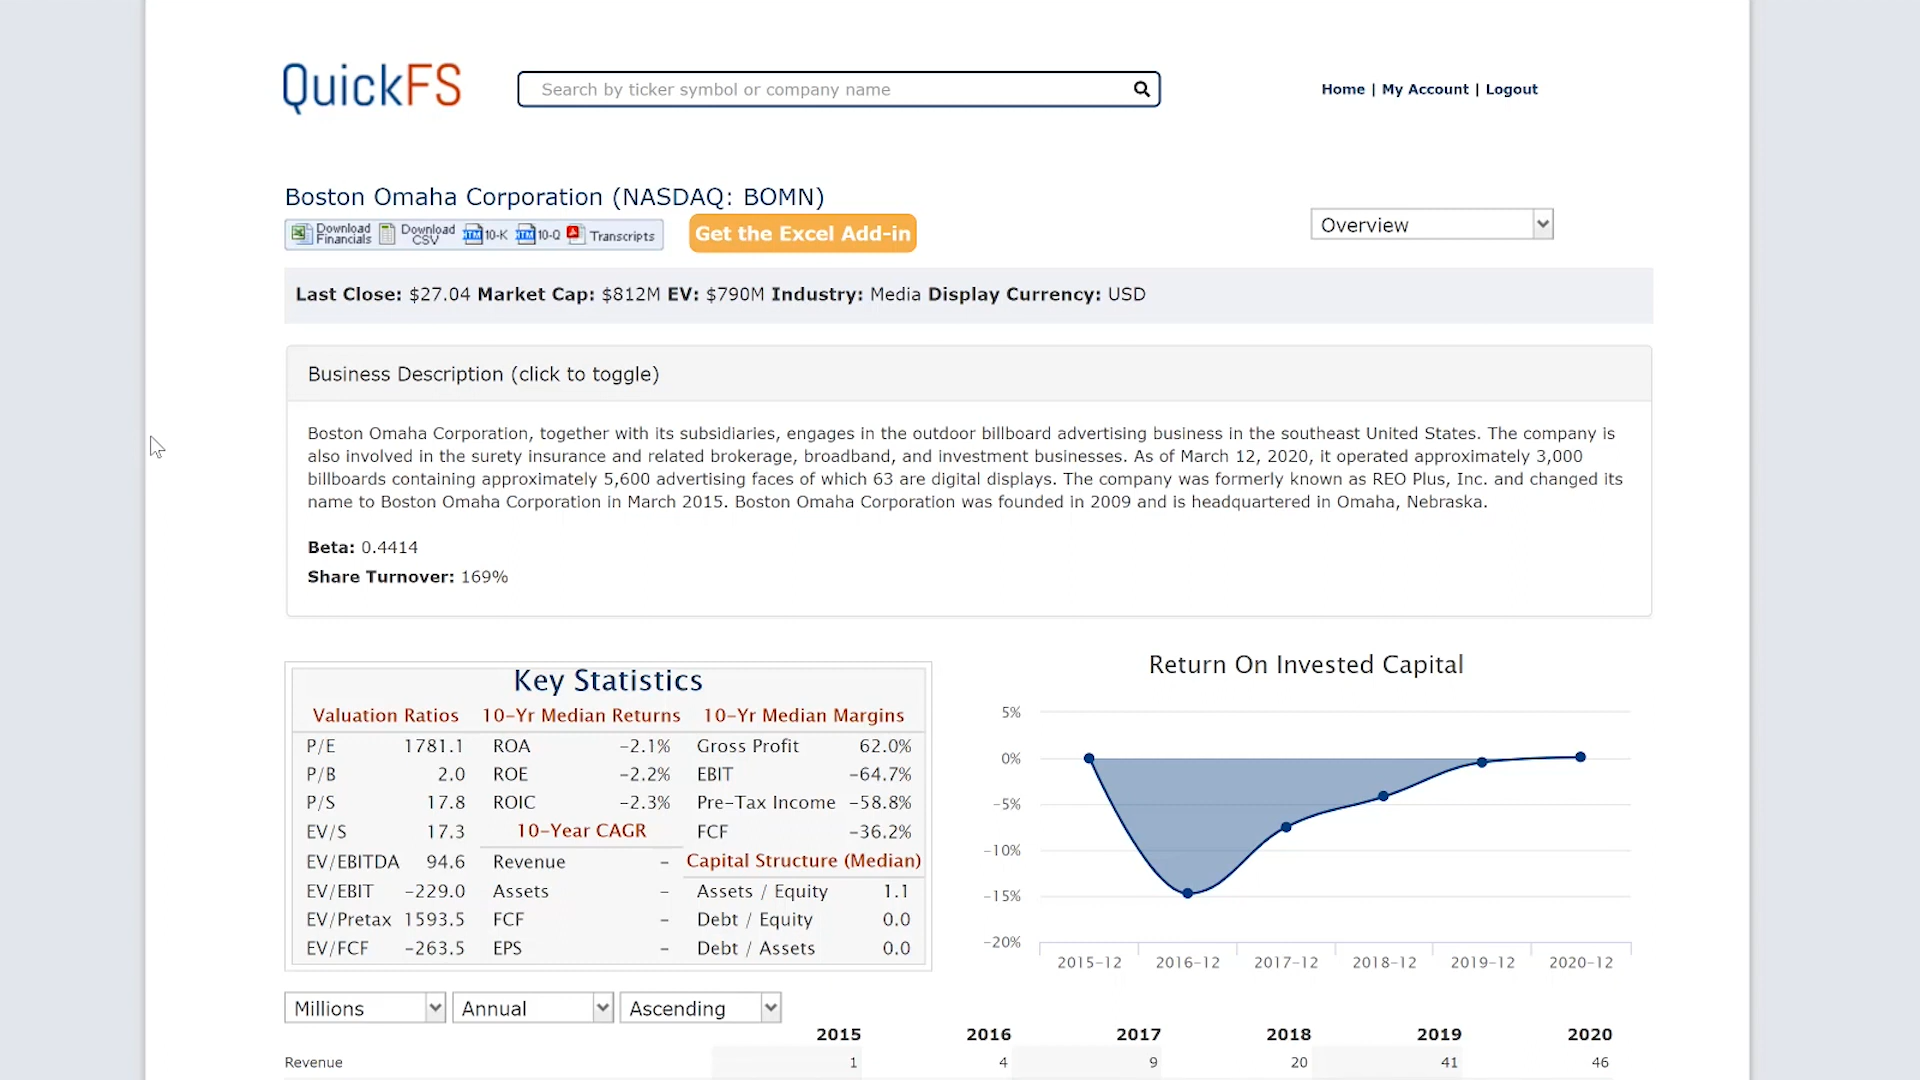 QuickFS
Search by ticker symbol or company name
Home | My Account | Logout
Boston Omaha Corporation (NASDAQ: BOMN)
Download Financials Download CSV HTM 10-K HTM 10-Q Transcripts
Get the Excel Add-in
Overview
Last Close: $27.04 Market Cap: $812M EV: $790M Industry: Media Display Currency: USD
Business Description (click to toggle)
Boston Omaha Corporation, together with its subsidiaries, engages in the outdoor billboard advertising business in the southeast United States. The company is
also involved in the surety insurance and related brokerage, broadband, and investment businesses. As of March 12, 2020, it operated approximately 3,000
billboards containing approximately 5,600 advertising faces of which 63 are digital displays. The company was formerly known as REO Plus, Inc. and changed its
name to Boston Omaha Corporation in March 2015. Boston Omaha Corporation was founded in 2009 and is headquartered in Omaha, Nebraska.
Beta: 0.4414
Share Turnover: 169%
Key Statistics
Valuation Ratios 10-Yr Median Returns 10-Yr Median Margins
P/E 1781.1 ROA -2.1% Gross Profit 62.0%
P/B 2.0 ROE -2.2% EBIT -64.7%
P/S 17.8 ROIC -2.3% Pre-Tax Income -58.8%
EV/S 17.3 10-Year CAGR FCF -36.2%
EV/EBITDA 94.6 Revenue - Capital Structure (Median)
EV/EBIT -229.0 Assets - Assets / Equity 1.1
EV/Pretax 1593.5 FCF - Debt / Equity 0.0
EV/FCF -263.5 EPS - Debt / Assets 0.0
Return On Invested Capital
5%
0%
-5%
-10%
-15%
-20%
2015-12 2016-12 2017-12 2018-12 2019-12 2020-12
Millions Annual Ascending
2015 2016 2017 2018 2019 2020
Revenue 1 4 9 20 41 46